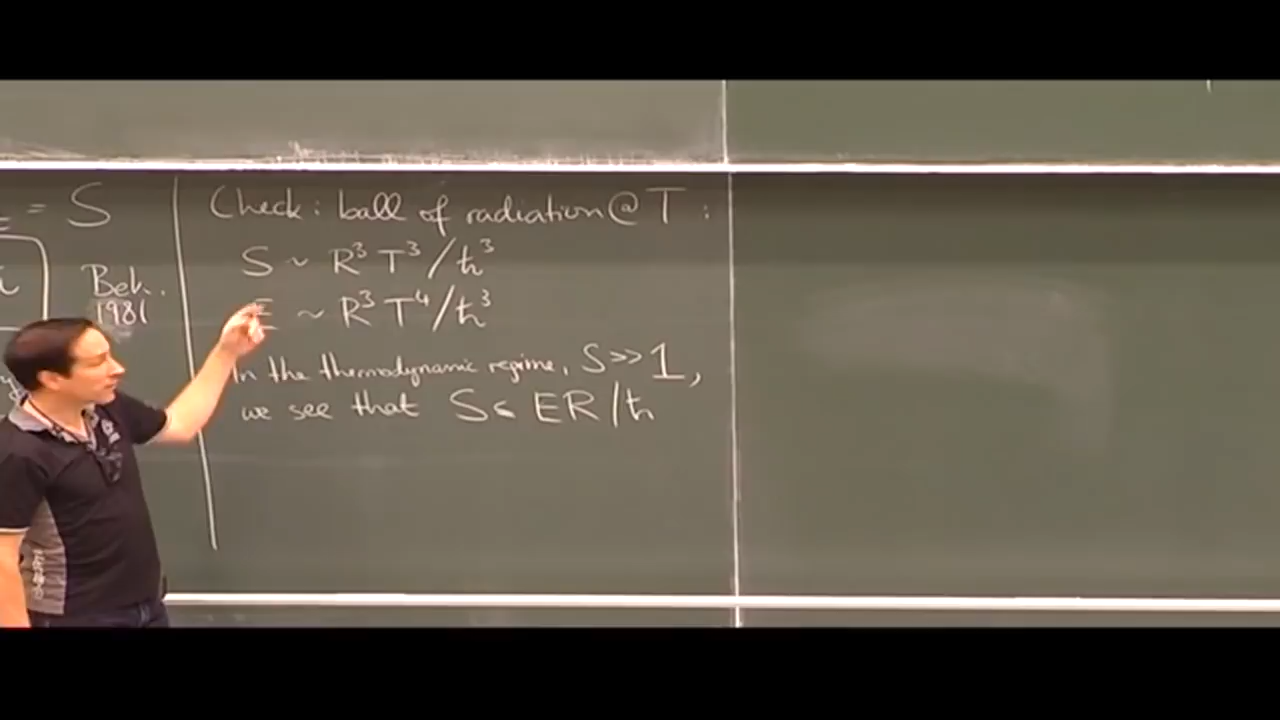 = S
Bek.
1981
Check: ball of radiation @ T :
S ~ R³ T³ / ħ³
E ~ R³ T⁴ / ħ³
In the thermodynamic regime, S >> 1,
we see that S < ER / ħ